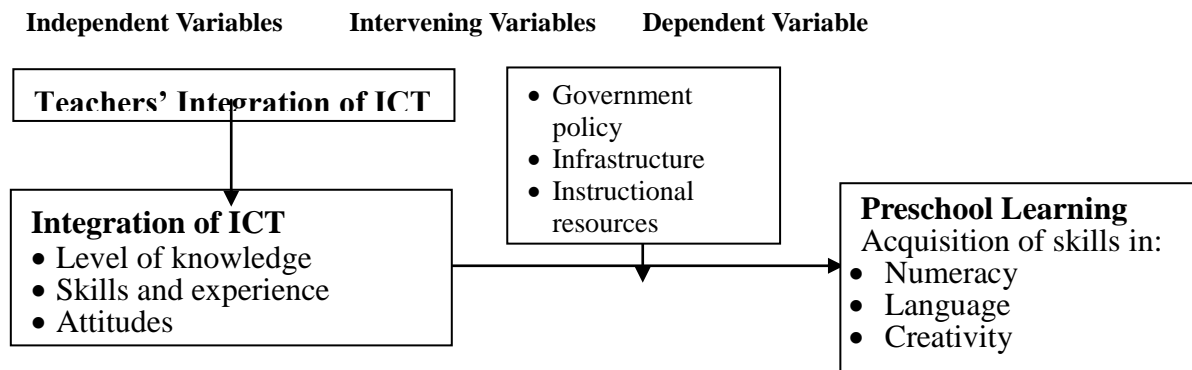 Independent Variables Intervening Variables Dependent Variable
Teachers' Integration of ICT
• Government
policy
• Infrastructure
• Instructional
resources
Integration of ICT
• Level of knowledge
• Skills and experience
• Attitudes
Preschool Learning
Acquisition of skills in:
• Numeracy
• Language
• Creativity